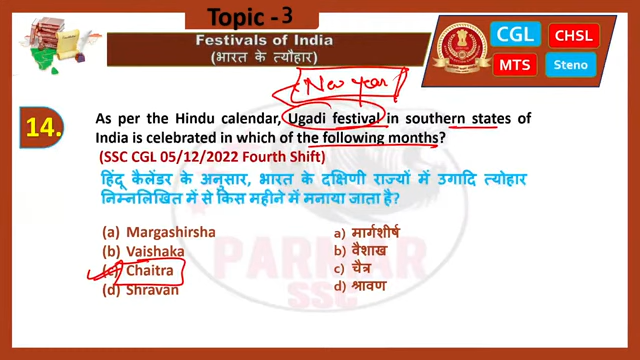 Topic -3
Festivals of India
(भारत के त्यौहार)
CGL
CHSL
MTS
Steno
New year
14.
As per the Hindu calendar, Ugadi festival in southern states of
India is celebrated in which of the following months?
(SSC CGL 05/12/2022 Fourth Shift)
हिंदू कैलेंडर के अनुसार, भारत के दक्षिणी राज्यों में उगादि त्योहार
निम्नलिखित में से किस महीने में मनाया जाता है?
(a) Margashirsha
(b) Vaishaka
(c) Chaitra
(d) Shravan
a) मार्गशीर्ष
b) वैशाख
c) चैत्र
d) श्रावण
PARMAR
SSC